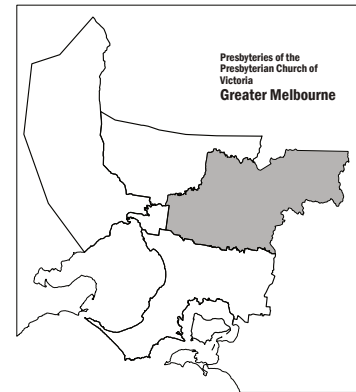 Presbyteries of the
Presbyterian Church of
Victoria
Greater Melbourne